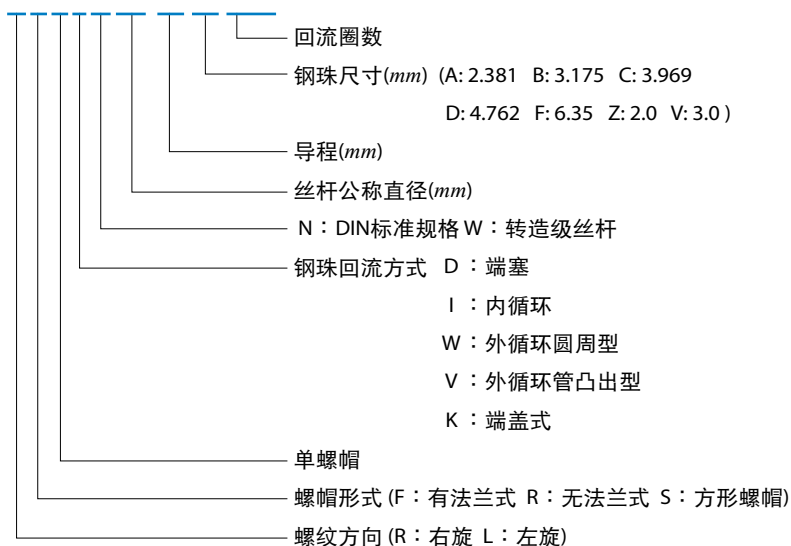 回流圈数
钢珠尺寸(mm) (A: 2.381 B: 3.175 C: 3.969
D: 4.762 F: 6.35 Z: 2.0 V: 3.0 )
导程(mm)
丝杆公称直径(mm)
N：DIN标准规格 W：转造级丝杆
钢珠回流方式 D：端塞
I：内循环
W：外循环圆周型
V：外循环管凸出型
K：端盖式
单螺帽
螺帽形式 (F：有法兰式 R：无法兰式 S：方形螺帽)
螺纹方向 (R：右旋 L：左旋)